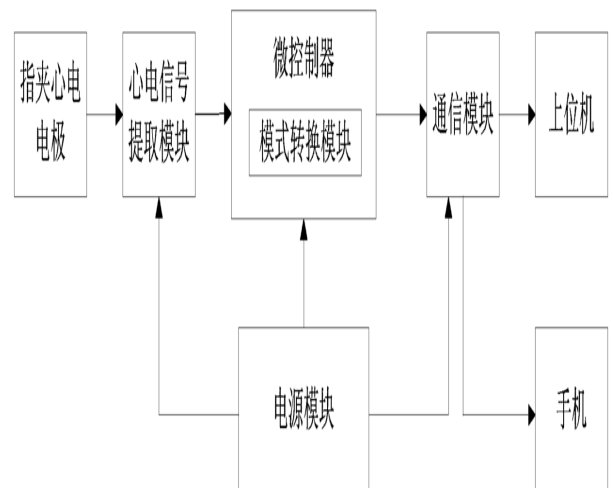 指夹心电
电极
心电信号
提取模块
微控制器
模式转换模块
通信模块
上位机
电源模块
手机